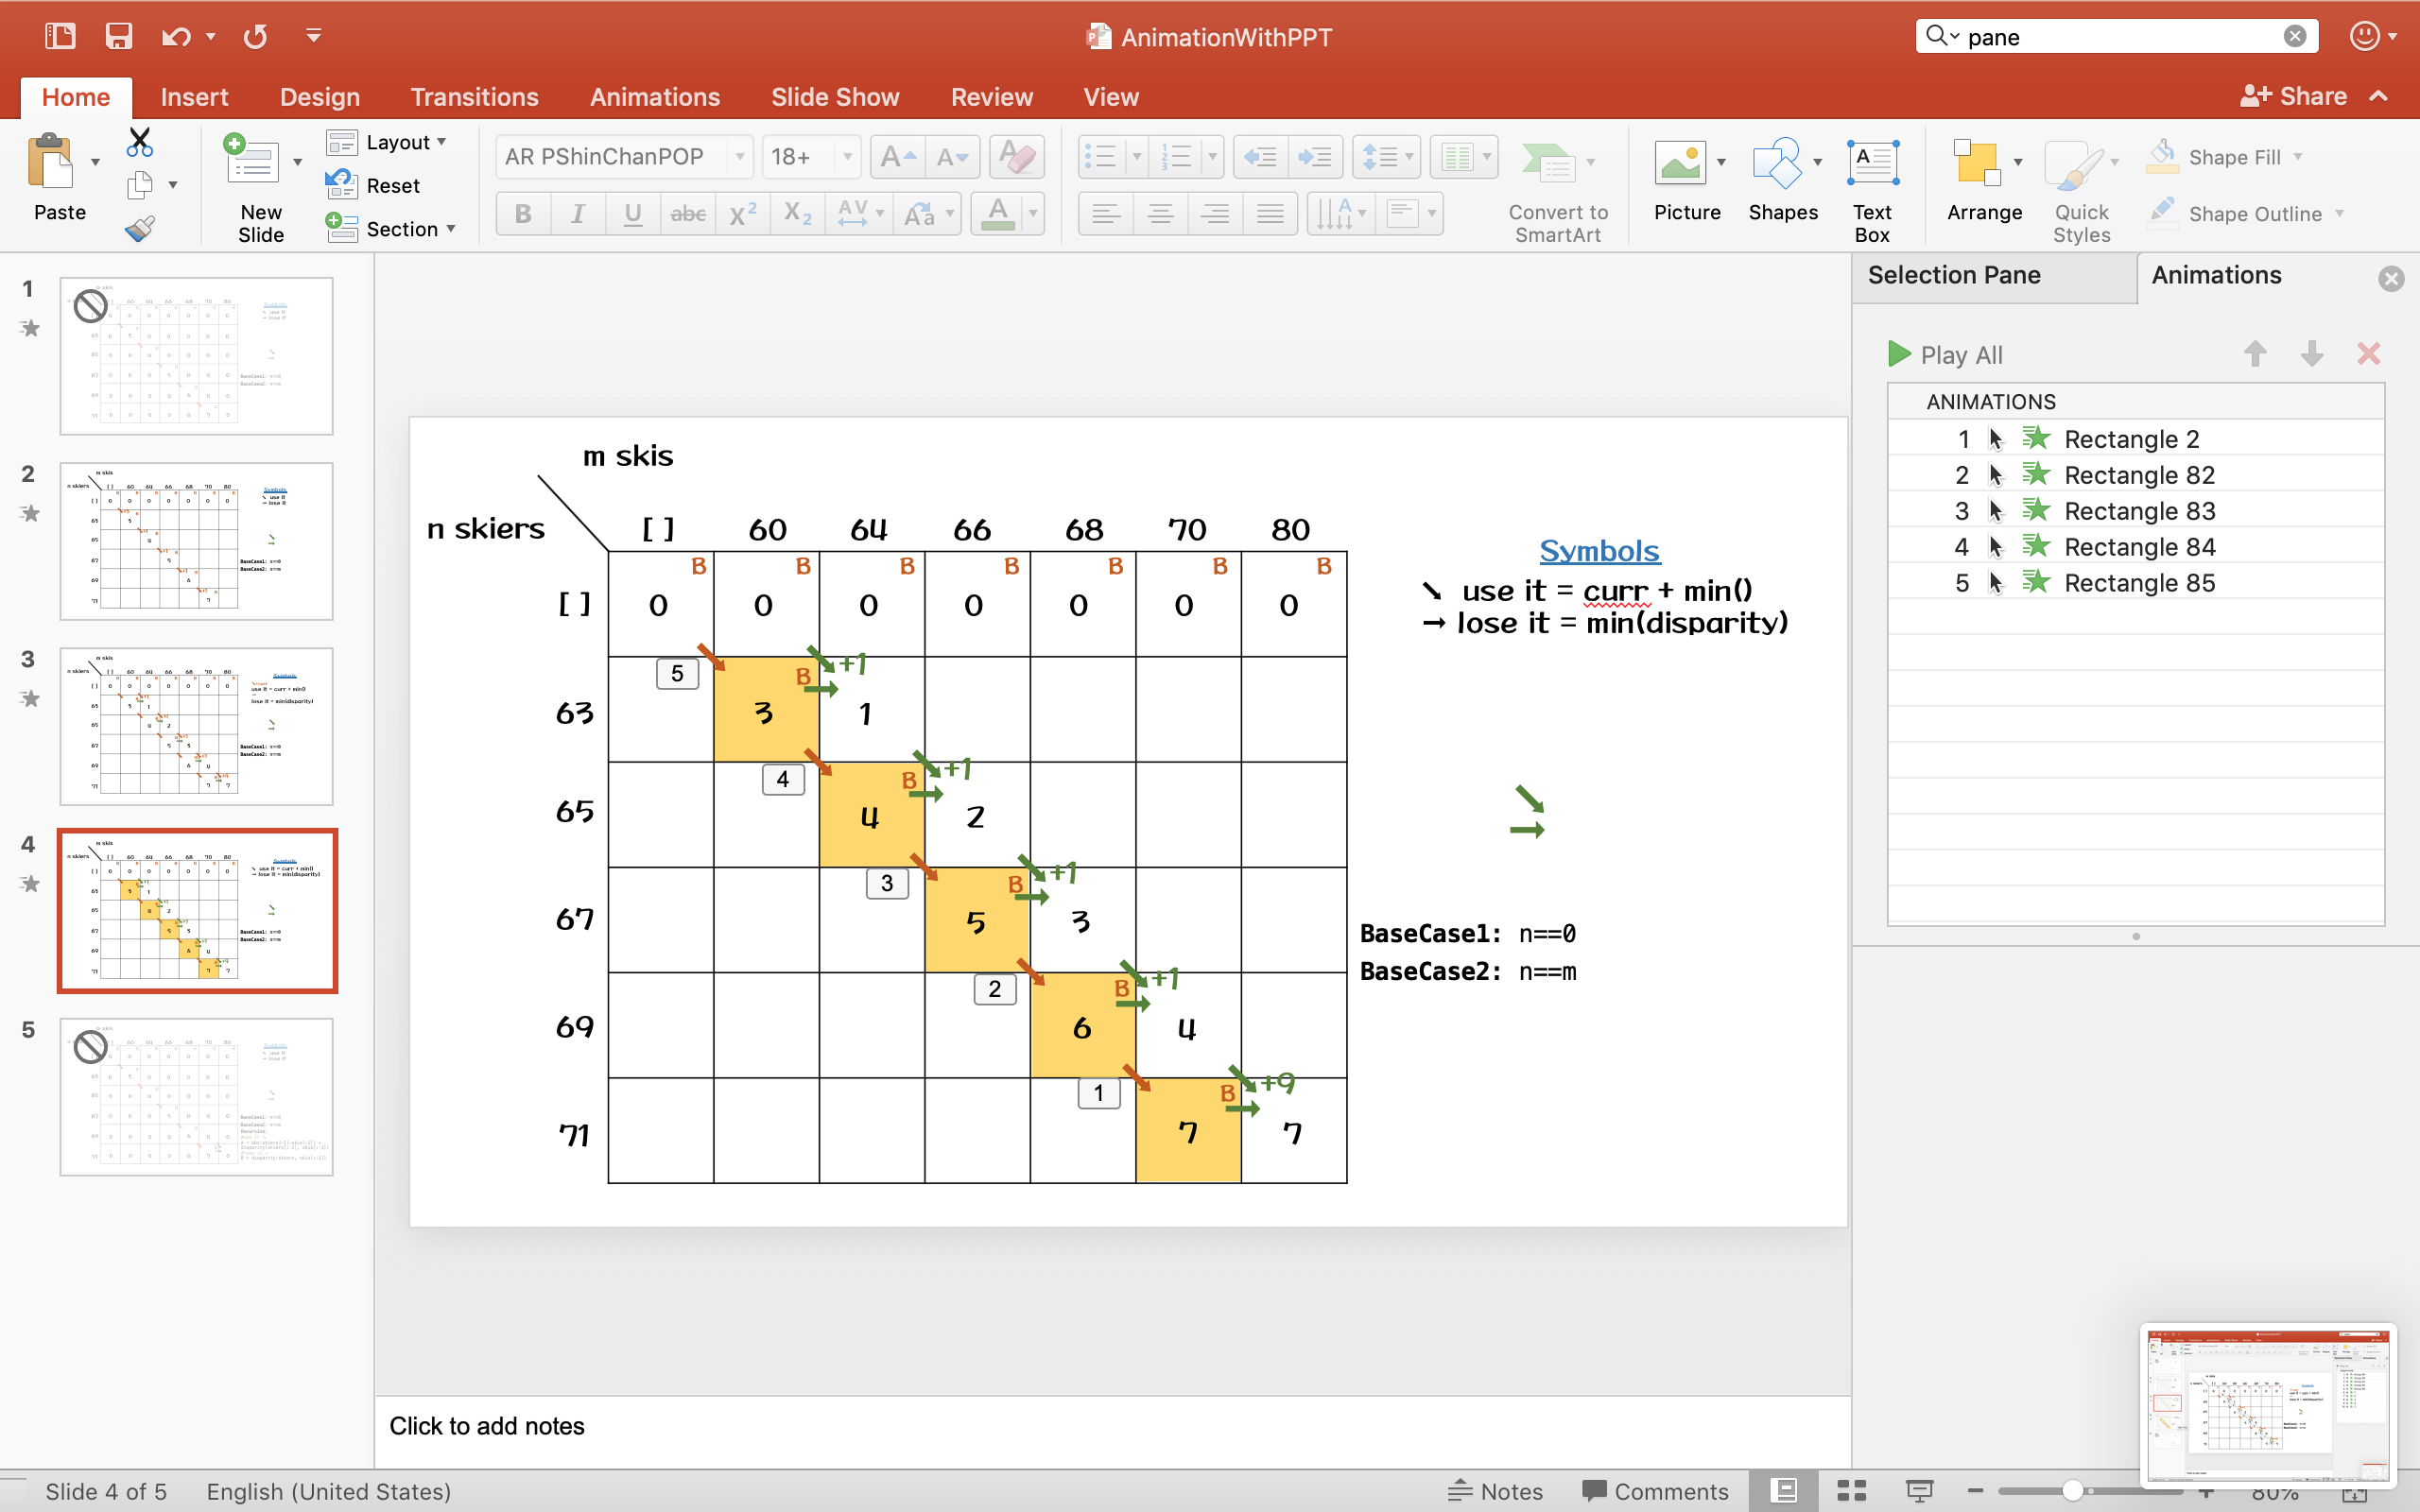 AnimationWithPPT
pane
Home Insert Design Transitions Animations Slide Show Review View Share
Paste
New Slide
Layout
Reset
Section
AR PShinChanPOP 18+
B I U abc X² X₂ AV Aa A
Convert to SmartArt
Picture Shapes Text Box Arrange Quick Styles
Shape Fill
Shape Outline
1
2
3
4
5
m skis
n skiers [ ] 60 64 66 68 70 80
B B B B B B B
[ ] 0 0 0 0 0 0 0
5 B +1
63 3 1
4 B +1
65 4 2
3 B +1
67 5 3
2 B +1
69 6 4
1 B +9
71 7 7
Symbols
↘ use it = curr + min()
→ lose it = min(disparity)
BaseCase1: n==0
BaseCase2: n==m
Selection Pane Animations
Play All
ANIMATIONS
1 Rectangle 2
2 Rectangle 82
3 Rectangle 83
4 Rectangle 84
5 Rectangle 85
Click to add notes
Slide 4 of 5 English (United States) Notes Comments 80%